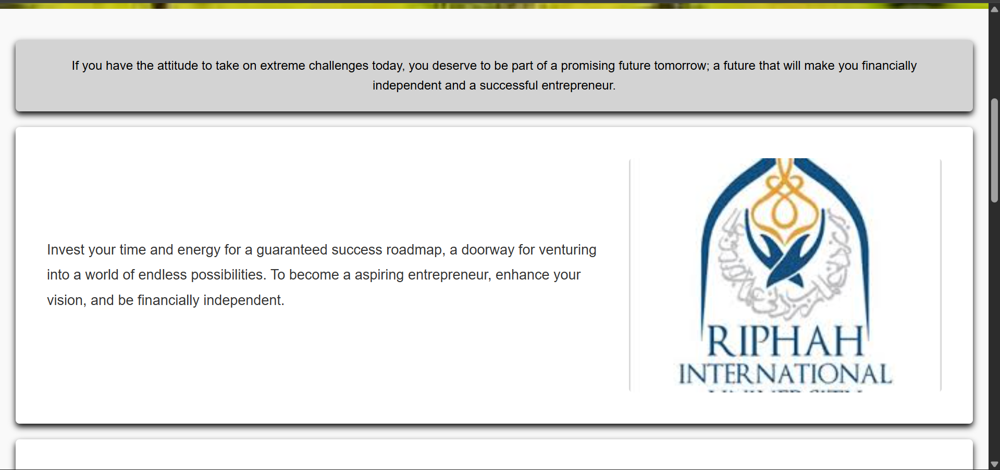 If you have the attitude to take on extreme challenges today, you deserve to be part of a promising future tomorrow; a future that will make you financially
independent and a successful entrepreneur.
Invest your time and energy for a guaranteed success roadmap, a doorway for venturing
into a world of endless possibilities. To become a aspiring entrepreneur, enhance your
vision, and be financially independent.
RIPHAH
INTERNATIONAL